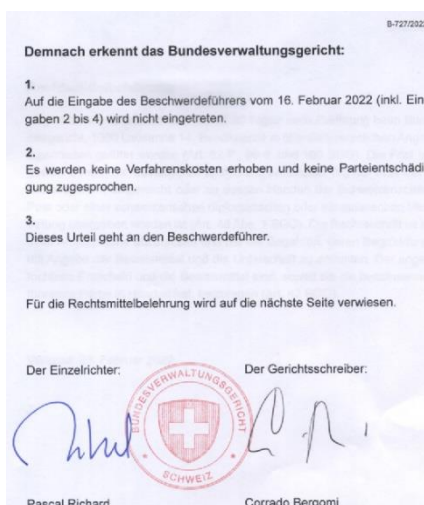 B-727/2022
Demnach erkennt das Bundesverwaltungsgericht:
1.
Auf die Eingabe des Beschwerdeführers vom 16. Februar 2022 (inkl. Ein
gaben 2 bis 4) wird nicht eingetreten.
2.
Es werden keine Verfahrenskosten erhoben und keine Parteientschädi
gung zugesprochen.
3.
Dieses Urteil geht an den Beschwerdeführer.
Für die Rechtsmittelbelehrung wird auf die nächste Seite verwiesen.
Der Einzelrichter: Der Gerichtsschreiber:
BUNDESVERWALTUNGSGERICHT
SCHWEIZ
Pascal Richard Corrado Bergomi